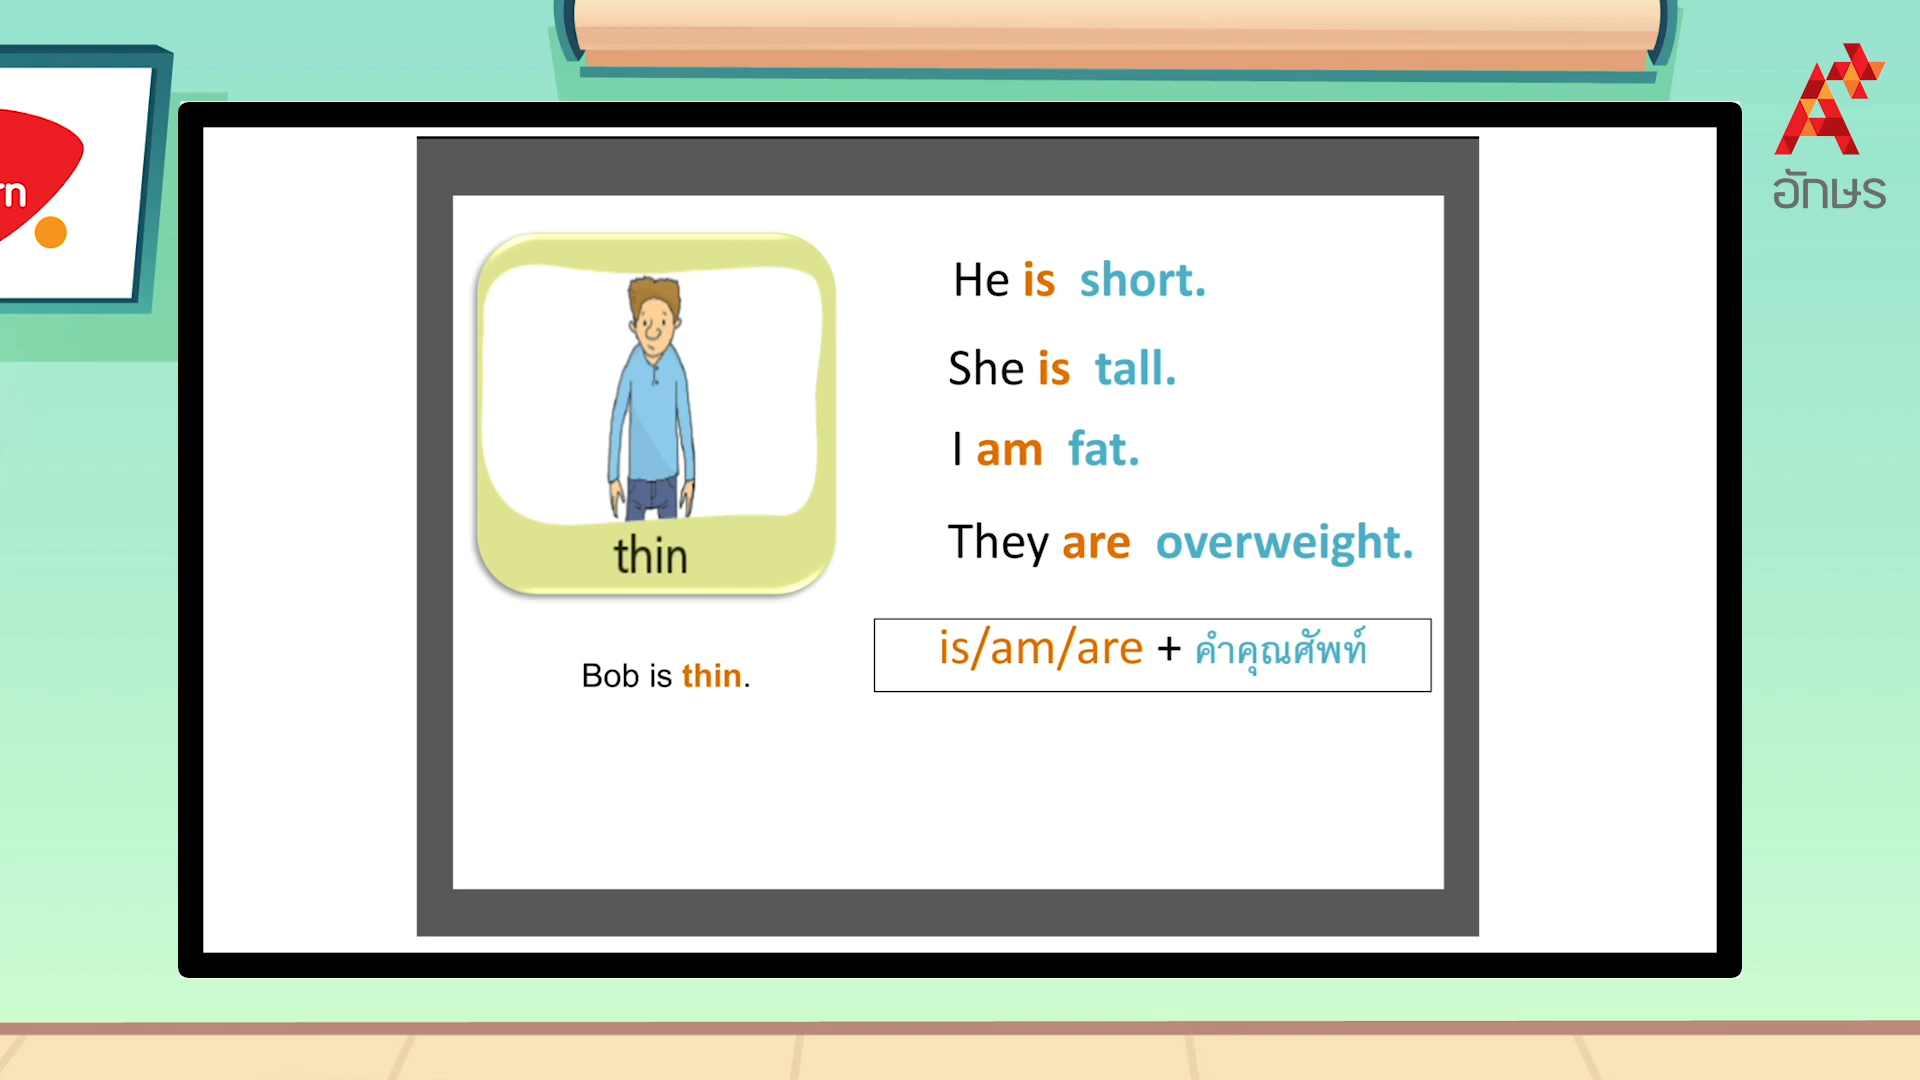 rn
อักษร
thin
Bob is thin.
He is short.
She is tall.
I am fat.
They are overweight.
is/am/are + คำคุณศัพท์